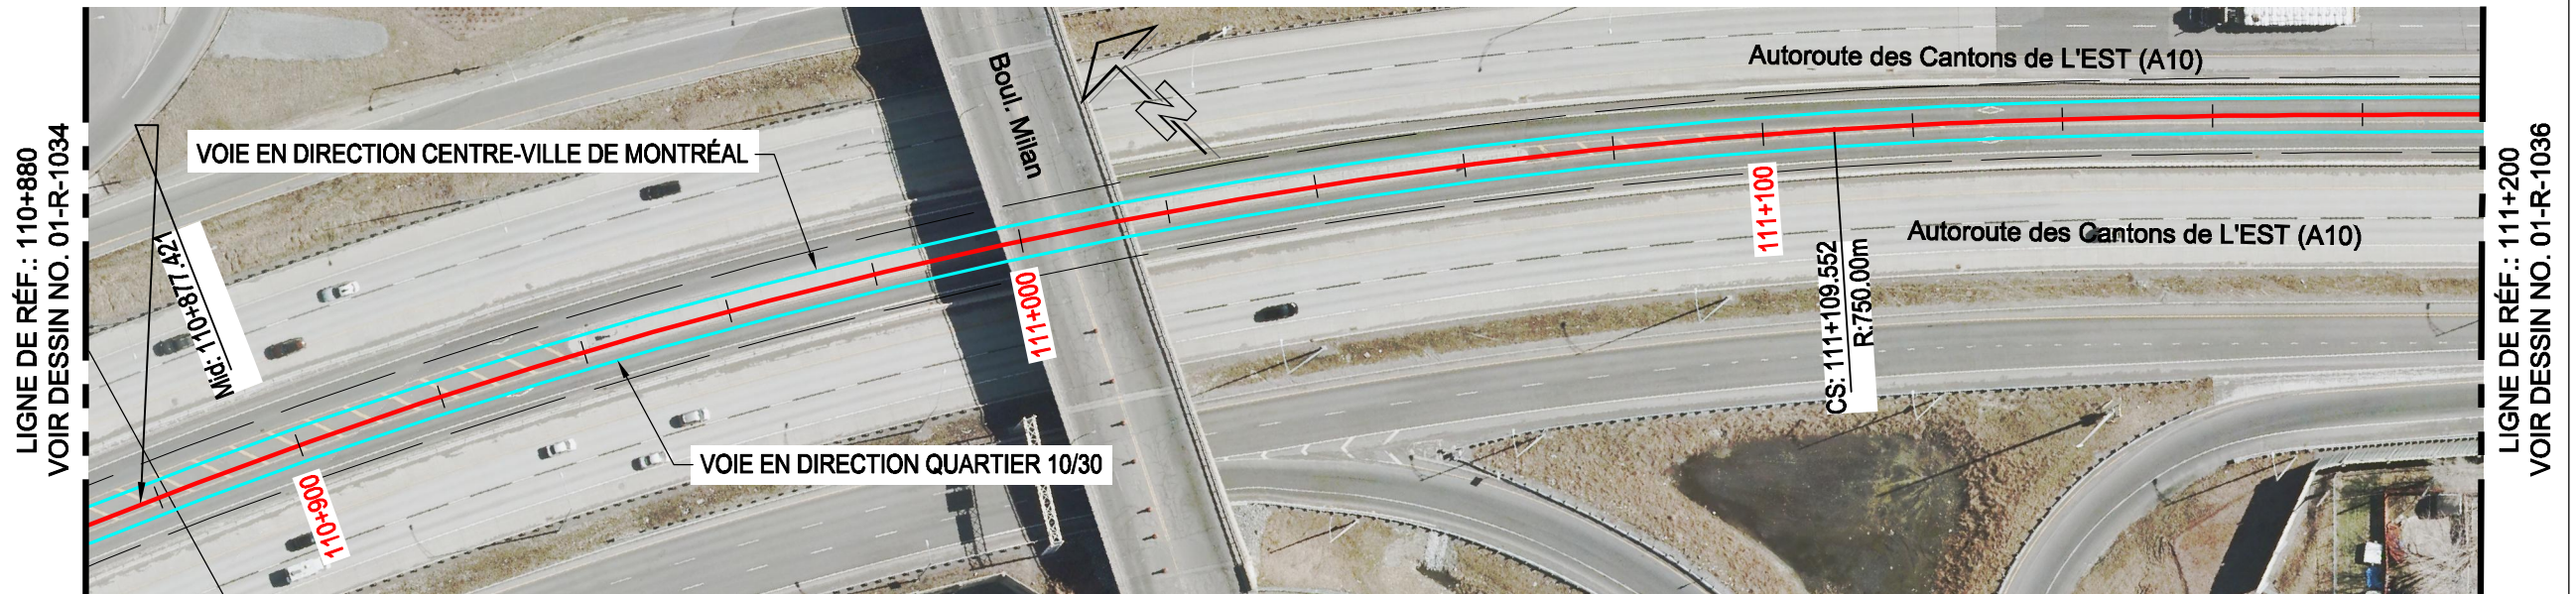 LIGNE DE RÉF.: 110+880
VOIR DESSIN NO. 01-R-1034
Mid: 110+877.421
VOIE EN DIRECTION CENTRE-VILLE DE MONTRÉAL
110+900
VOIE EN DIRECTION QUARTIER 10/30
Boul. Milan
N
111+000
Autoroute des Cantons de L'EST (A10)
111+100
CS: 111+109.552
R:750.00m
Autoroute des Cantons de L'EST (A10)
LIGNE DE RÉF.: 111+200
VOIR DESSIN NO. 01-R-1036